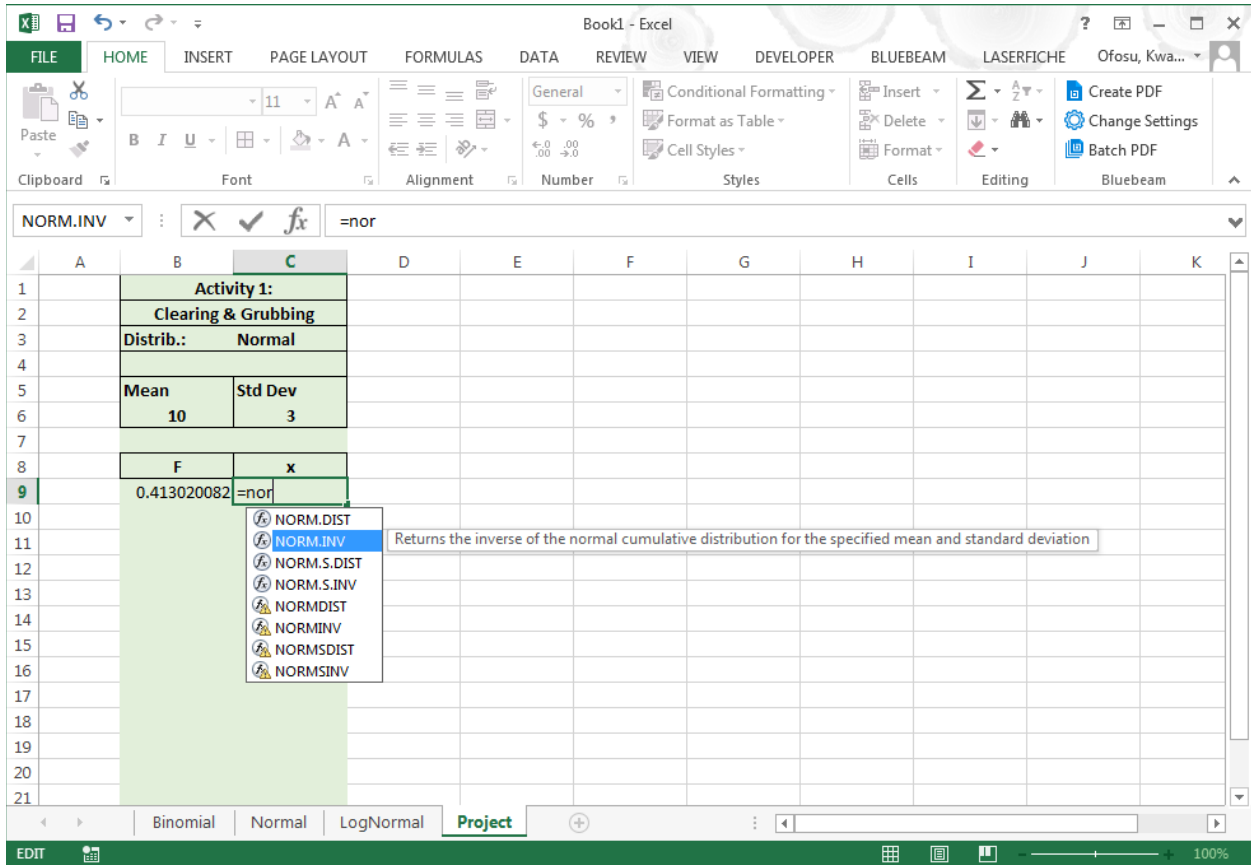 Book1 - Excel
?
FILE HOME INSERT PAGE LAYOUT FORMULAS DATA REVIEW VIEW DEVELOPER BLUEBEAM LASERFICHE Ofosu, Kwa...
Paste
11 A A
B I U A
General
$ % ,
.0 .00 .00 .0
Conditional Formatting
Format as Table
Cell Styles
Insert
Delete
Format
Σ A Z
Create PDF
Change Settings
Batch PDF
Clipboard Font Alignment Number Styles Cells Editing Bluebeam
NORM.INV fx =nor
A B C D E F G H I J K
1 Activity 1:
2 Clearing & Grubbing
3 Distrib.: Normal
4
5 Mean Std Dev
6 10 3
7
8 F x
9 0.413020082 =nor
10 NORM.DIST
11 NORM.INV Returns the inverse of the normal cumulative distribution for the specified mean and standard deviation
12 NORM.S.DIST
13 NORM.S.INV
14 NORMDIST
15 NORMINV
16 NORMSDIST
NORMSINV
17
18
19
20
21
Binomial Normal LogNormal Project
EDIT 100%